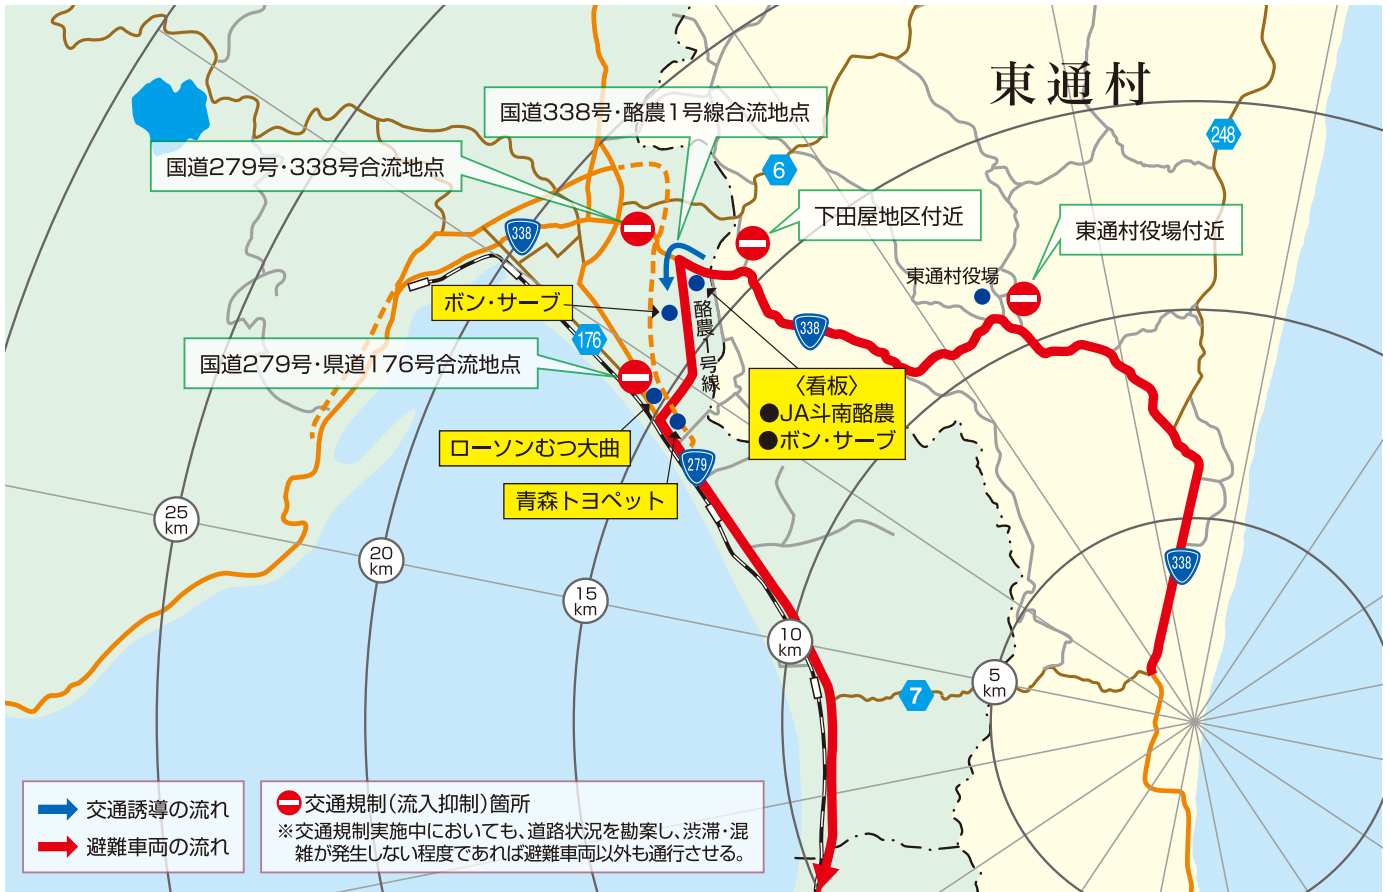 東通村
国道338号・酪農1号線合流地点
248
国道279号・338号合流地点
6
下田屋地区付近
東通村役場付近
338
東通村役場
ボン・サーブ
酪農1号線
338
176
国道279号・県道176号合流地点
〈看板〉
●JA斗南酪農
●ボン・サーブ
ローソンむつ大曲
279
青森トヨペット
25
km
20
km
338
15
km
10
km
5
km
7
交通誘導の流れ
避難車両の流れ
交通規制(流入抑制)箇所
※交通規制実施中においても、道路状況を勘案し、渋滞・混
雑が発生しない程度であれば避難車両以外も通行させる。